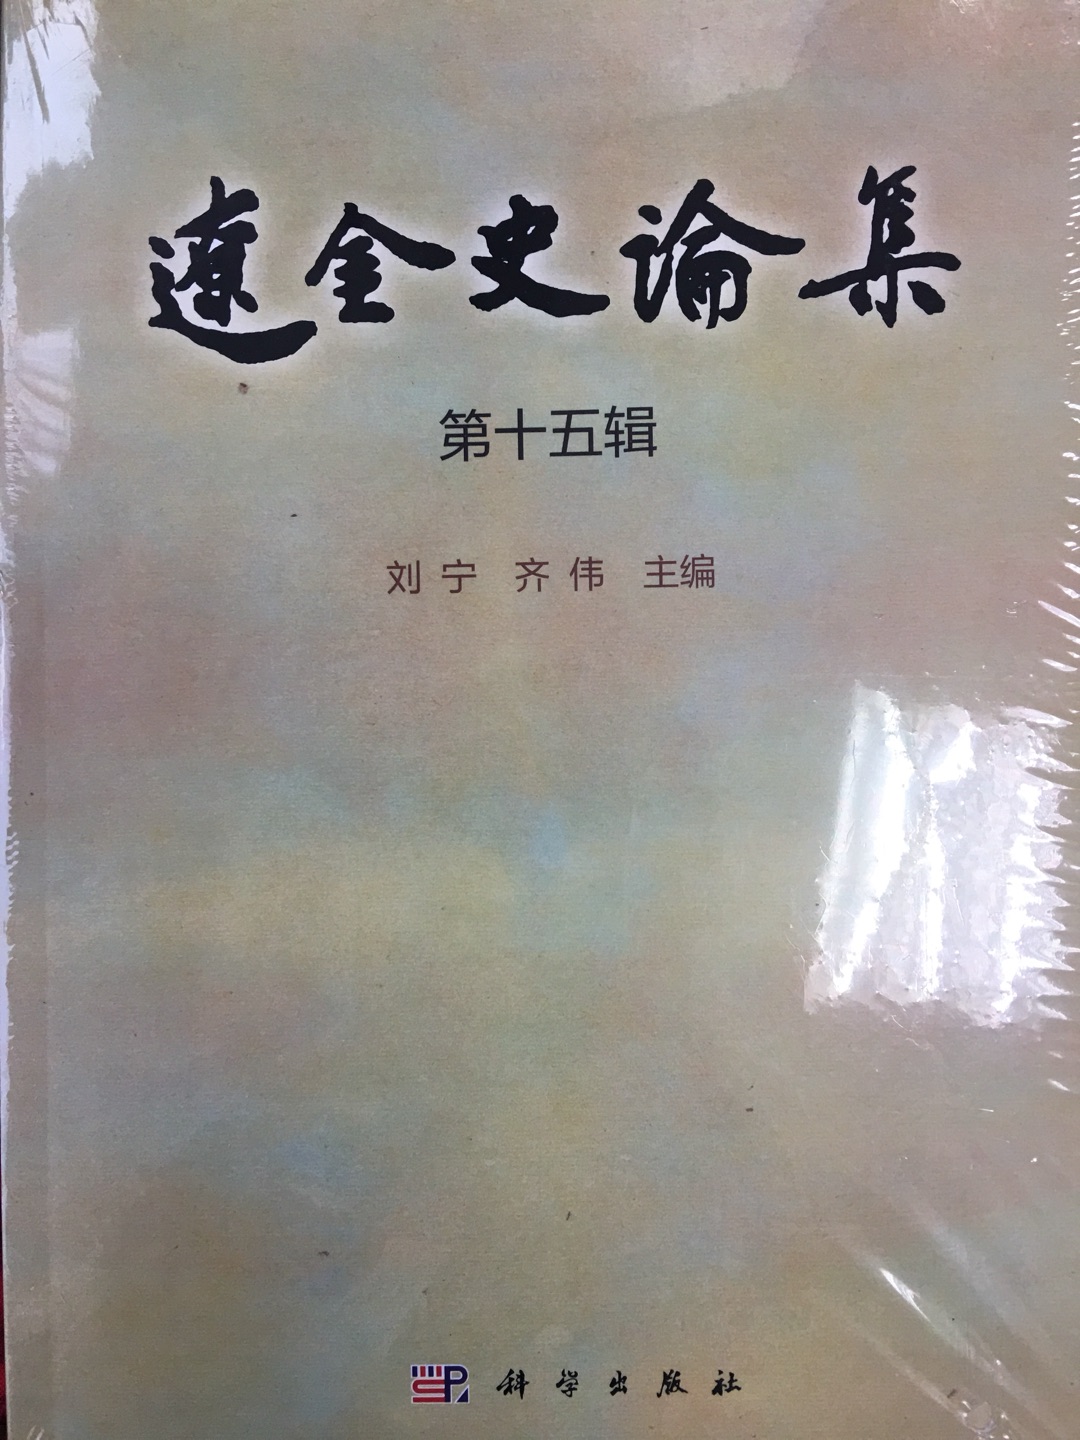 遼金史论集
第十五辑
刘宁 齐伟 主编
科学出版社